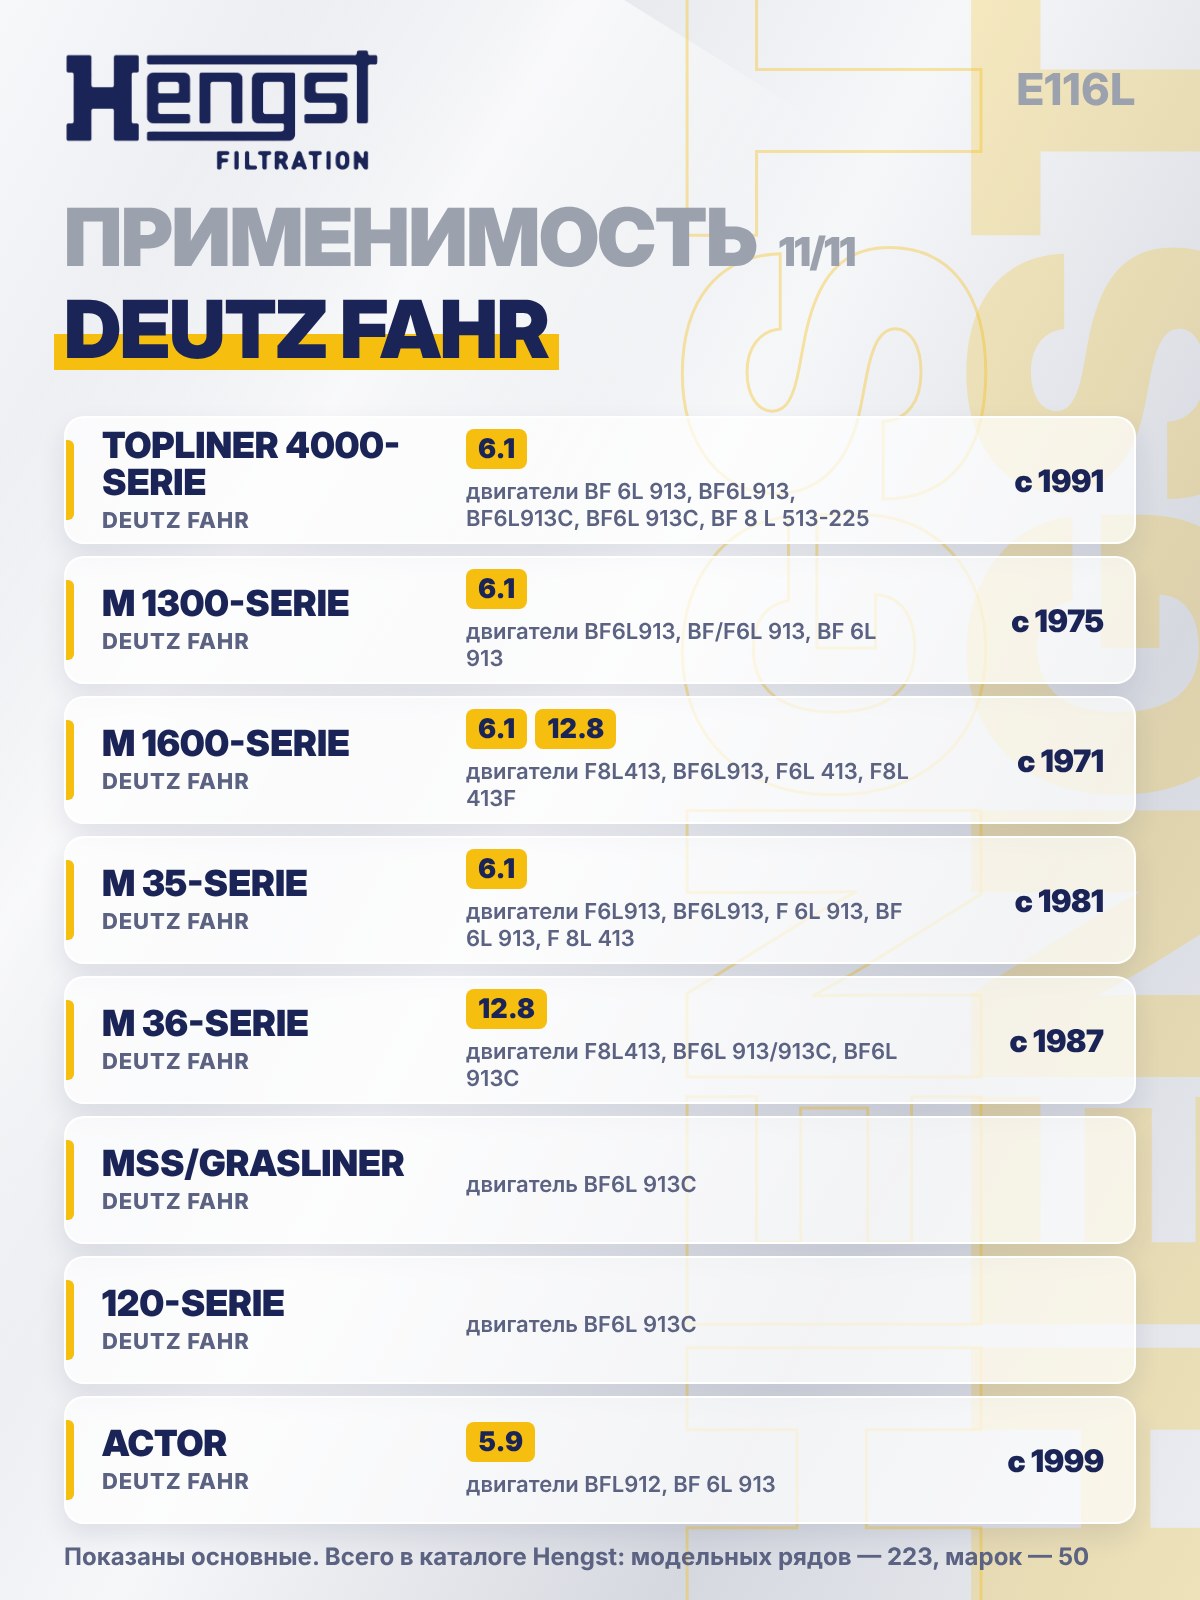 Hengst
FILTRATION
E116L
ПРИМЕНИМОСТЬ 11/11
DEUTZ FAHR
TOPLINER 4000-
SERIE
DEUTZ FAHR
6.1
двигатели BF 6L 913, BF6L913,
BF6L913C, BF6L 913C, BF 8 L 513-225
с 1991
M 1300-SERIE
DEUTZ FAHR
6.1
двигатели BF6L913, BF/F6L 913, BF 6L
913
с 1975
M 1600-SERIE
DEUTZ FAHR
6.1 12.8
двигатели F8L413, BF6L913, F6L 413, F8L
413F
с 1971
M 35-SERIE
DEUTZ FAHR
6.1
двигатели F6L913, BF6L913, F 6L 913, BF
6L 913, F 8L 413
с 1981
M 36-SERIE
DEUTZ FAHR
12.8
двигатели F8L413, BF6L 913/913C, BF6L
913C
с 1987
MSS/GRASLINER
DEUTZ FAHR
двигатель BF6L 913C
120-SERIE
DEUTZ FAHR
двигатель BF6L 913C
ACTOR
DEUTZ FAHR
5.9
двигатели BFL912, BF 6L 913
с 1999
Показаны основные. Всего в каталоге Hengst: модельных рядов — 223, марок — 50
HENGST
HENGST